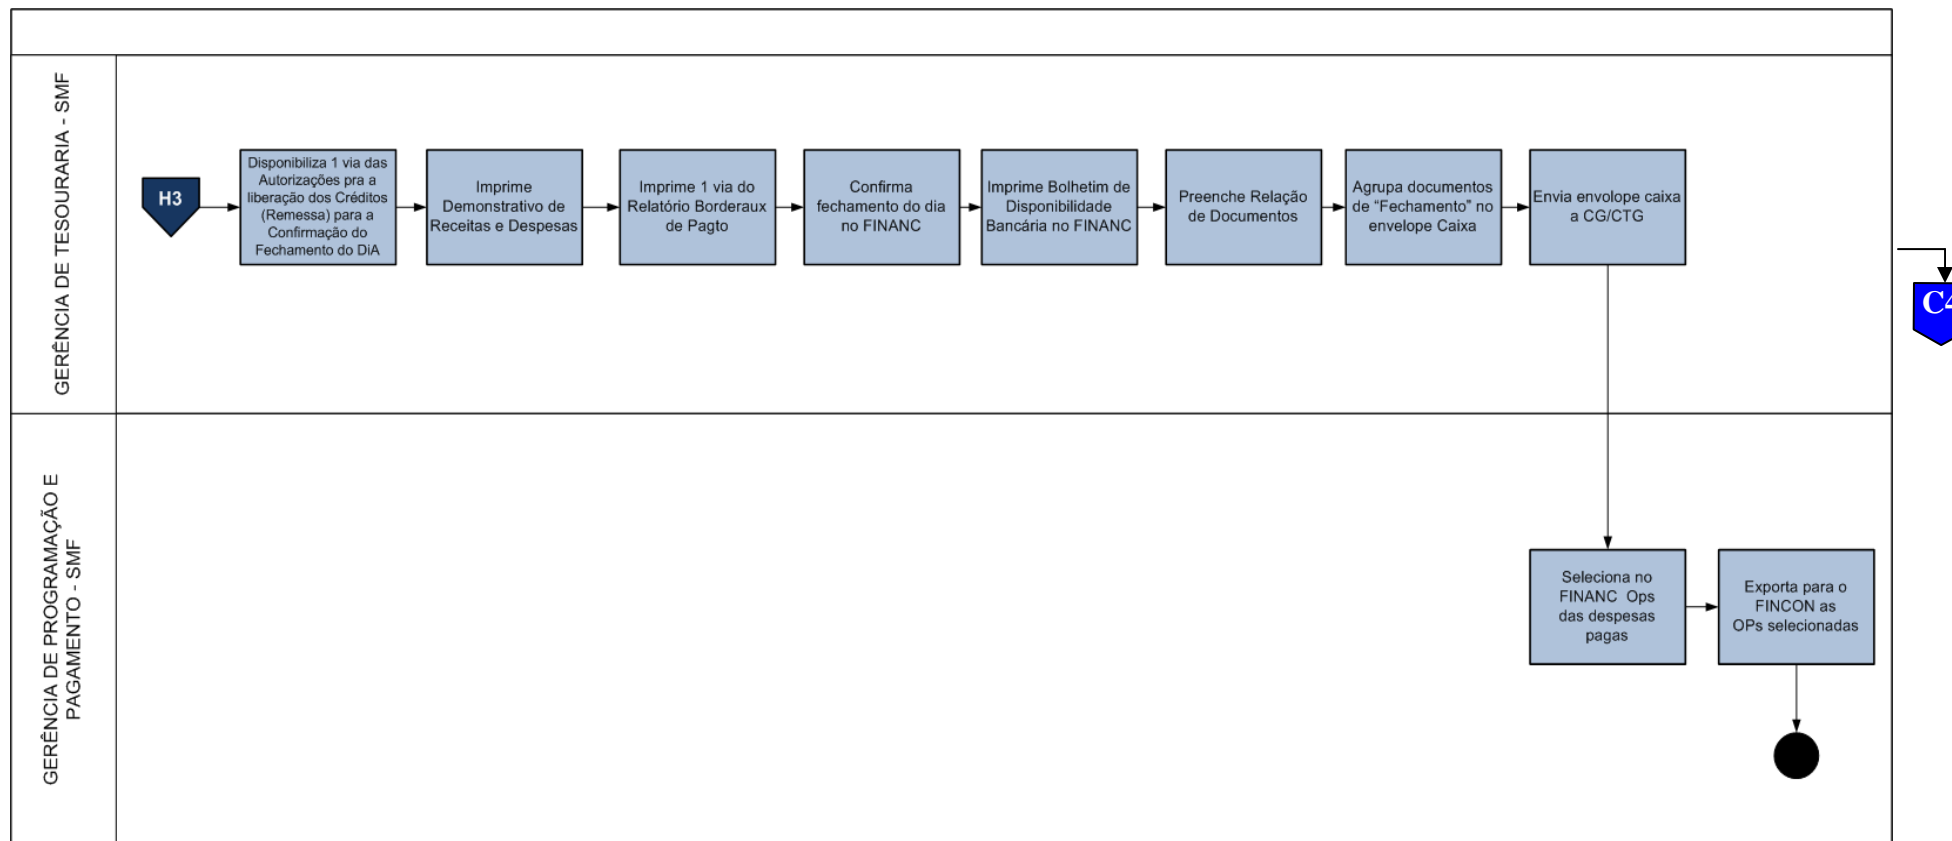 GERÊNCIA DE TESOURARIA - SMF
H3
Disponibiliza 1 via das
Autorizações pra a
liberação dos Créditos
(Remessa) para a
Confirmação do
Fechamento do DiA
Imprime
Demonstrativo de
Receitas e Despesas
Imprime 1 via do
Relatório Borderaux
de Pagto
Confirma
fechamento do dia
no FINANC
Imprime Bolhetim de
Disponibilidade
Bancária no FINANC
Preenche Relação
de Documentos
Agrupa documentos
de “Fechamento” no
envelope Caixa
Envia envelope caixa
a CG/CTG
C4
GERÊNCIA DE PROGRAMAÇÃO E
PAGAMENTO - SMF
Seleciona no
FINANC Ops
das despesas
pagas
Exporta para o
FINCON as
OPs selecionadas